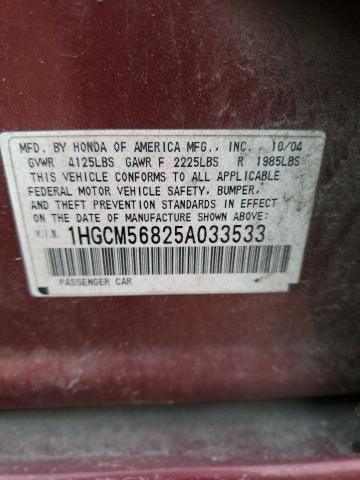 MFD. BY HONDA OF AMERICA MFG., INC. 10/04
GVWR 4125LBS GAWR F 2225LBS R 1985LBS
THIS VEHICLE CONFORMS TO ALL APPLICABLE
FEDERAL MOTOR VEHICLE SAFETY, BUMPER,
AND THEFT PREVENTION STANDARDS IN EFFECT
ON THE DATE OF MANUFACTURE SHOWN ABOVE.
V.I.N. 1HGCM56825A033533
PASSENGER CAR